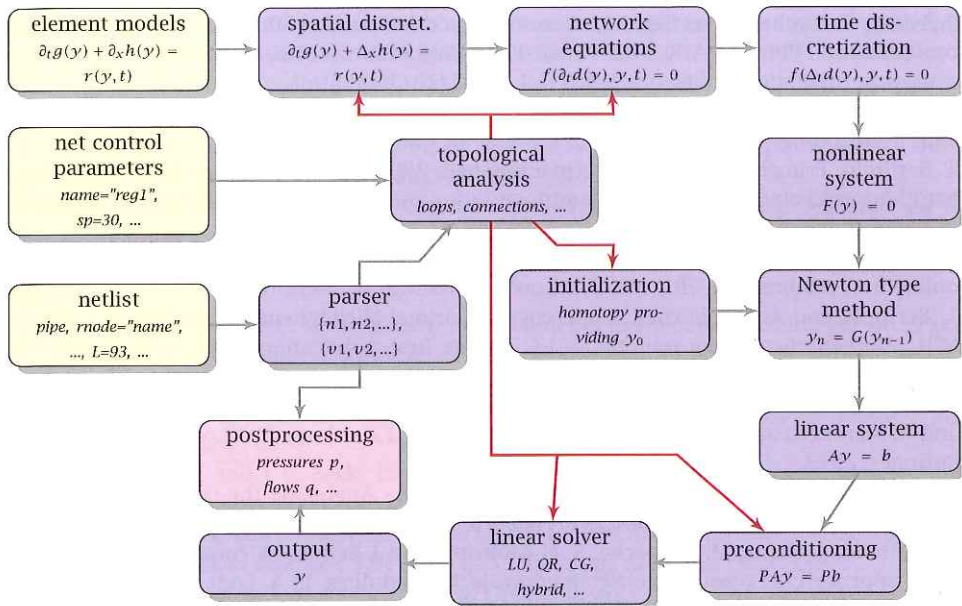 element models
∂ₜg(y) + ∂ₓh(y) =
r(y, t)
spatial discret.
∂ₜg(y) + Δₓh(y) =
r(y, t)
network
equations
f(∂ₜd(y), y, t) = 0
time dis-
cretization
f(Δₜd(y), y, t) = 0
net control
parameters
name="reg1",
sp=30, ...
topological
analysis
loops, connections, ...
nonlinear
system
F(y) = 0
netlist
pipe, rnode="name",
..., L=93, ...
parser
{n1, n2, ...},
{v1, v2, ...}
initialization
homotopy pro-
viding y₀
Newton type
method
yₙ = G(yₙ₋₁)
postprocessing
pressures p,
flows q, ...
linear system
Ay = b
output
y
linear solver
LU, QR, CG,
hybrid, ...
preconditioning
PAy = Pb